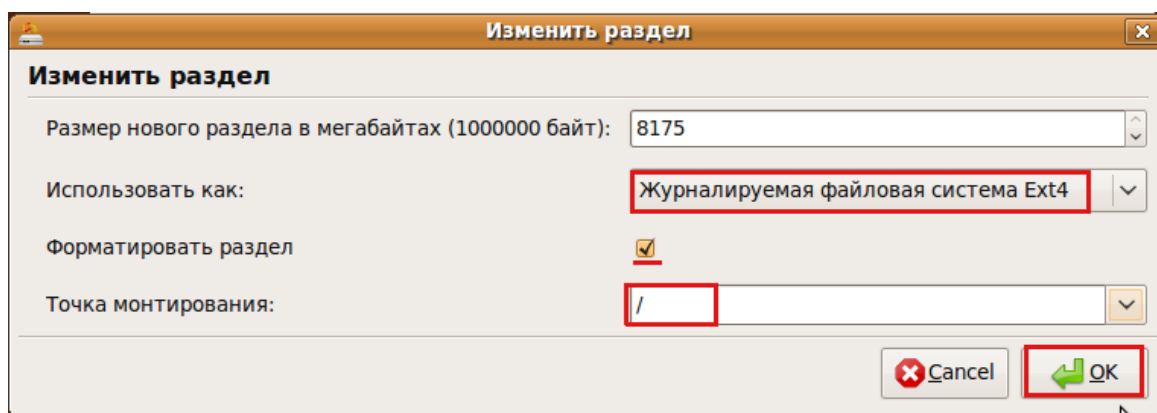 Изменить раздел
Изменить раздел
Размер нового раздела в мегабайтах (1000000 байт): 8175
Использовать как: Журналируемая файловая система Ext4
Форматировать раздел
Точка монтирования: /
Cancel OK